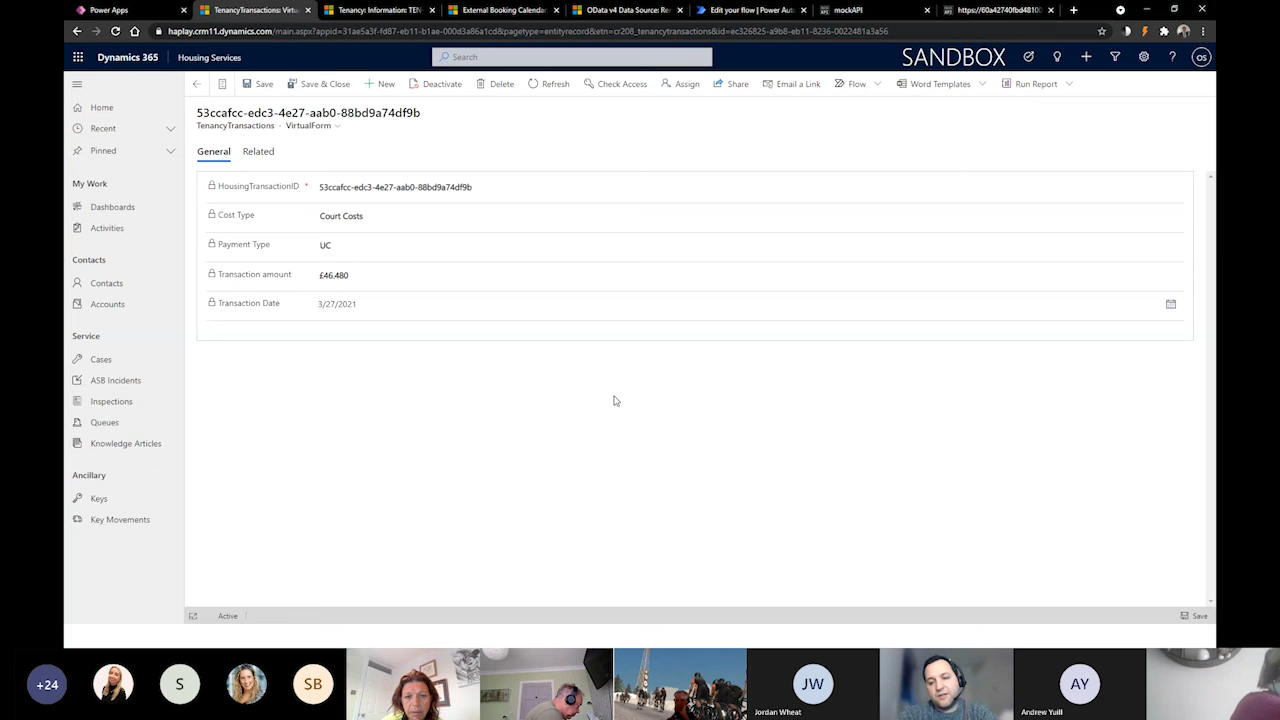 Power Apps
TenancyTransactions: Virtu
Tenancy: Information: TEN
External Booking Calenda
OData v4 Data Source: Re
Edit your flow | Power Aut
mockAPI
https://60a42740fbd48100
haplay.crm11.dynamics.com/main.aspx?appid=31ae5a3f-fd87-eb11-b1ae-000d3a86a1cd&pagetype=entityrecord&etn=cr208_tenancytransactions&id=ec326825-a9b8-eb11-8236-0022481a3a56
Dynamics 365
Housing Services
Search
SANDBOX
OS
Save
Save & Close
New
Deactivate
Delete
Refresh
Check Access
Assign
Share
Email a Link
Flow
Word Templates
Run Report
Home
Recent
Pinned
My Work
Dashboards
Activities
Contacts
Contacts
Accounts
Service
Cases
ASB Incidents
Inspections
Queues
Knowledge Articles
Ancillary
Keys
Key Movements
53ccafcc-edc3-4e27-aab0-88bd9a74df9b
TenancyTransactions · VirtualForm
General
Related
HousingTransactionID * 53ccafcc-edc3-4e27-aab0-88bd9a74df9b
Cost Type Court Costs
Payment Type UC
Transaction amount £46.480
Transaction Date 3/27/2021
Active
Save
+24
S
SB
JW
Jordan Wheat
AY
Andrew Yuill